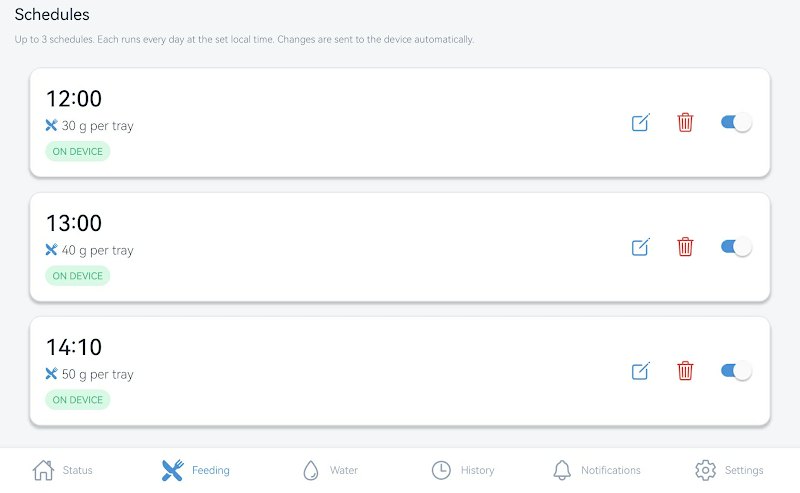 Schedules
Up to 3 schedules. Each runs every day at the set local time. Changes are sent to the device automatically.
12:00
30 g per tray
ON DEVICE
13:00
40 g per tray
ON DEVICE
14:10
50 g per tray
ON DEVICE
Status Feeding Water History Notifications Settings